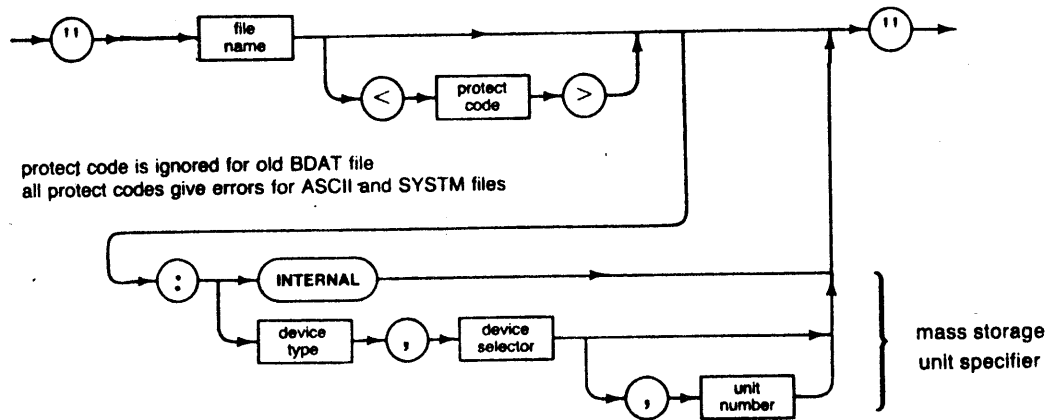 "
file
name
"
<
protect
code
>
protect code is ignored for old BDAT file
all protect codes give errors for ASCII and SYSTM files
:
INTERNAL
device
type
,
device
selector
,
unit
number
mass storage
unit specifier